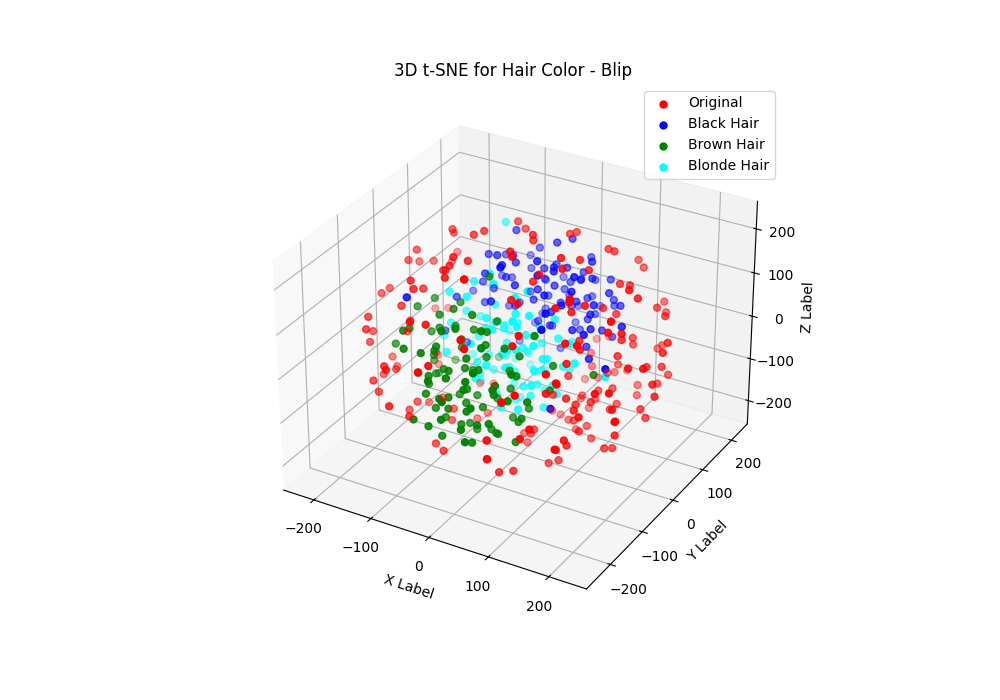 3D t-SNE for Hair Color - Blip
Original
Black Hair
Brown Hair
Blonde Hair
200
100
0
−100
−200
Z Label
200
100
0
−100
−200
Y Label
−200
−100
0
100
200
X Label